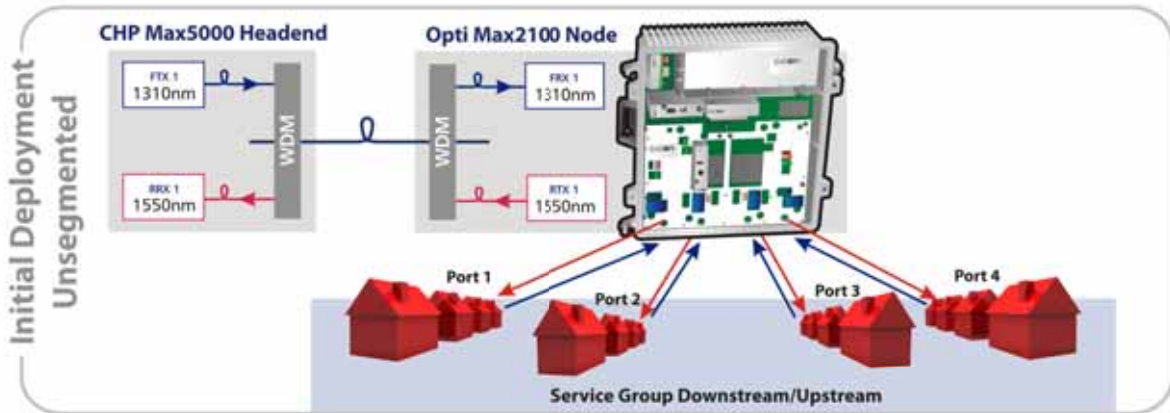 Initial Deployment
Unsegmented
CHP Max5000 Headend
Opti Max2100 Node
FTX 1
1310nm
WDM
RRX 1
1550nm
WDM
FRX 1
1310nm
RTX 1
1550nm
Port 1
Port 2
Port 3
Port 4
Service Group Downstream/Upstream